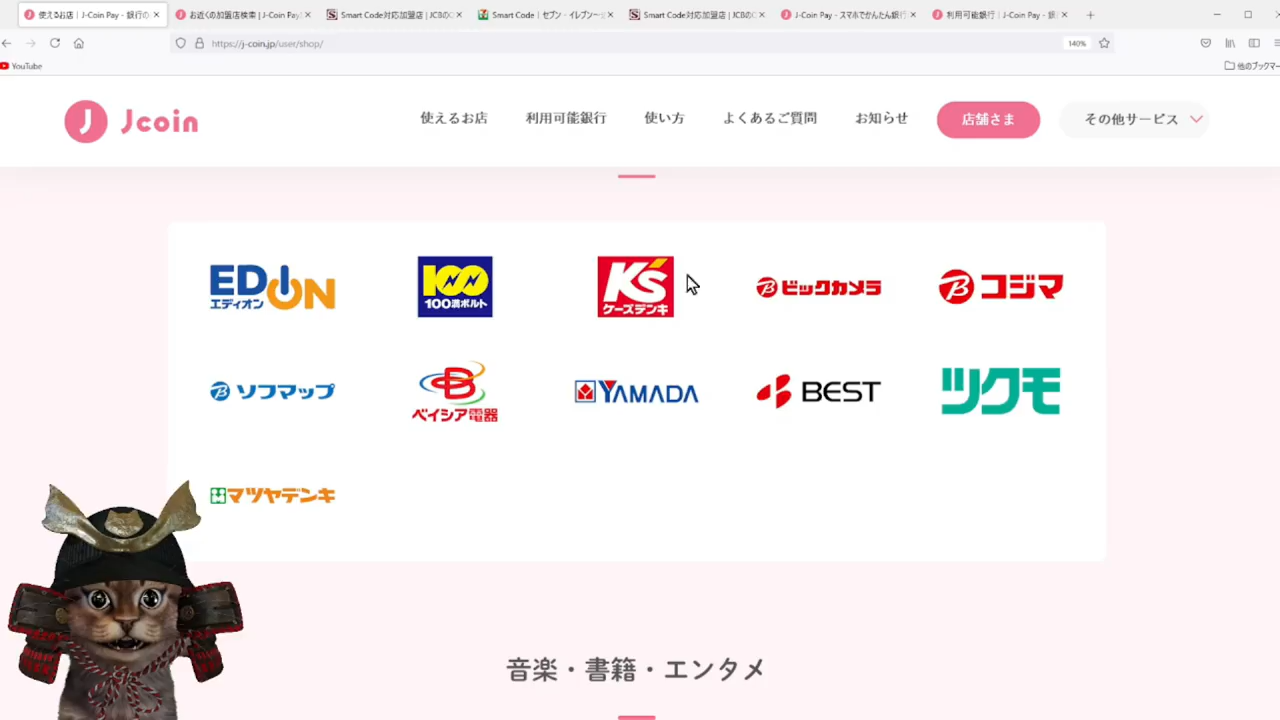 使えるお店 | J-Coin Pay - 銀行の
お近くの加盟店検索 | J-Coin Pay
Smart Code対応加盟店 | JCBの
Smart Code | セブン‐イレブン~
Smart Code対応加盟店 | JCBの
J-Coin Pay - スマホでかんたん銀行
利用可能銀行 | J-Coin Pay - 銀
https://j-coin.jp/user/shop/
140%
YouTube
他のブックマー
J Jcoin
使えるお店
利用可能銀行
使い方
よくあるご質問
お知らせ
店舗さま
その他サービス
EDION
エディオン
100
100満ボルト
K's
ケーズデンキ
ビックカメラ
コジマ
ソフマップ
ベイシア電器
YAMADA
BEST
ツクモ
マツヤデンキ
音楽・書籍・エンタメ